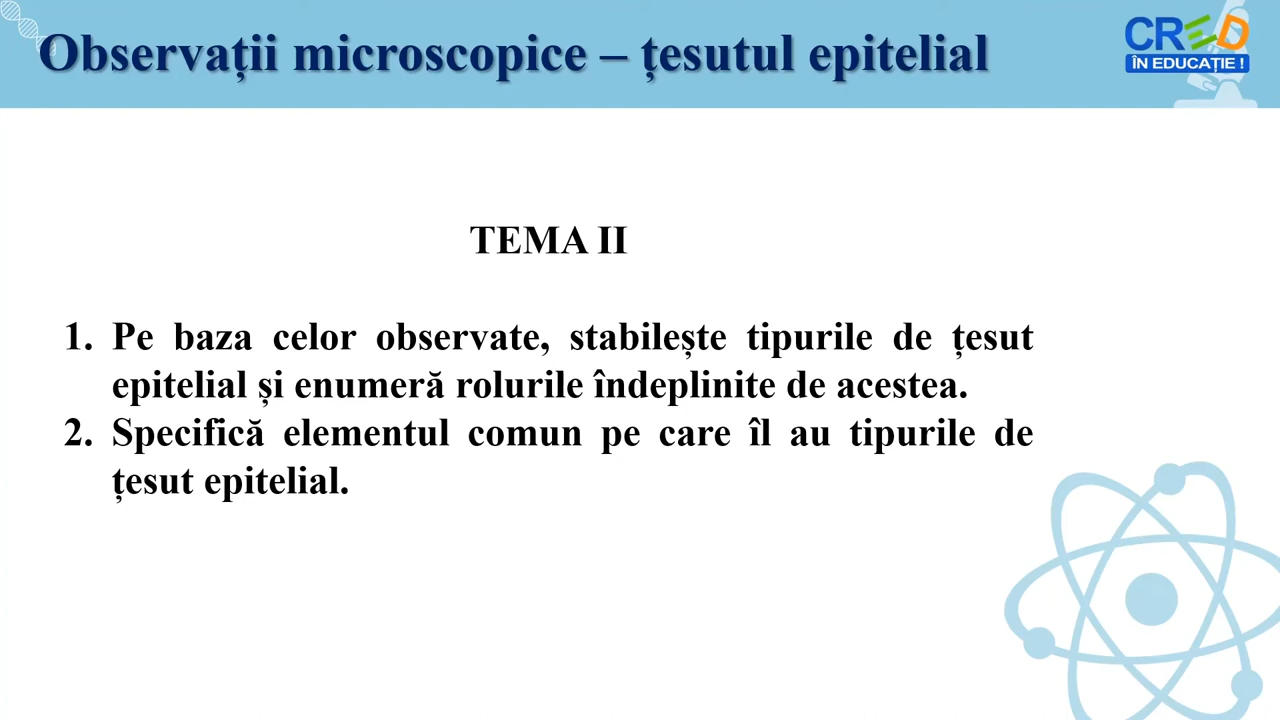 Observații microscopice – țesutul epitelial
CRED
ÎN EDUCAȚIE !
TEMA II
1. Pe baza celor observate, stabilește tipurile de țesut
epitelial și enumeră rolurile îndeplinite de acestea.
2. Specifică elementul comun pe care îl au tipurile de
țesut epitelial.